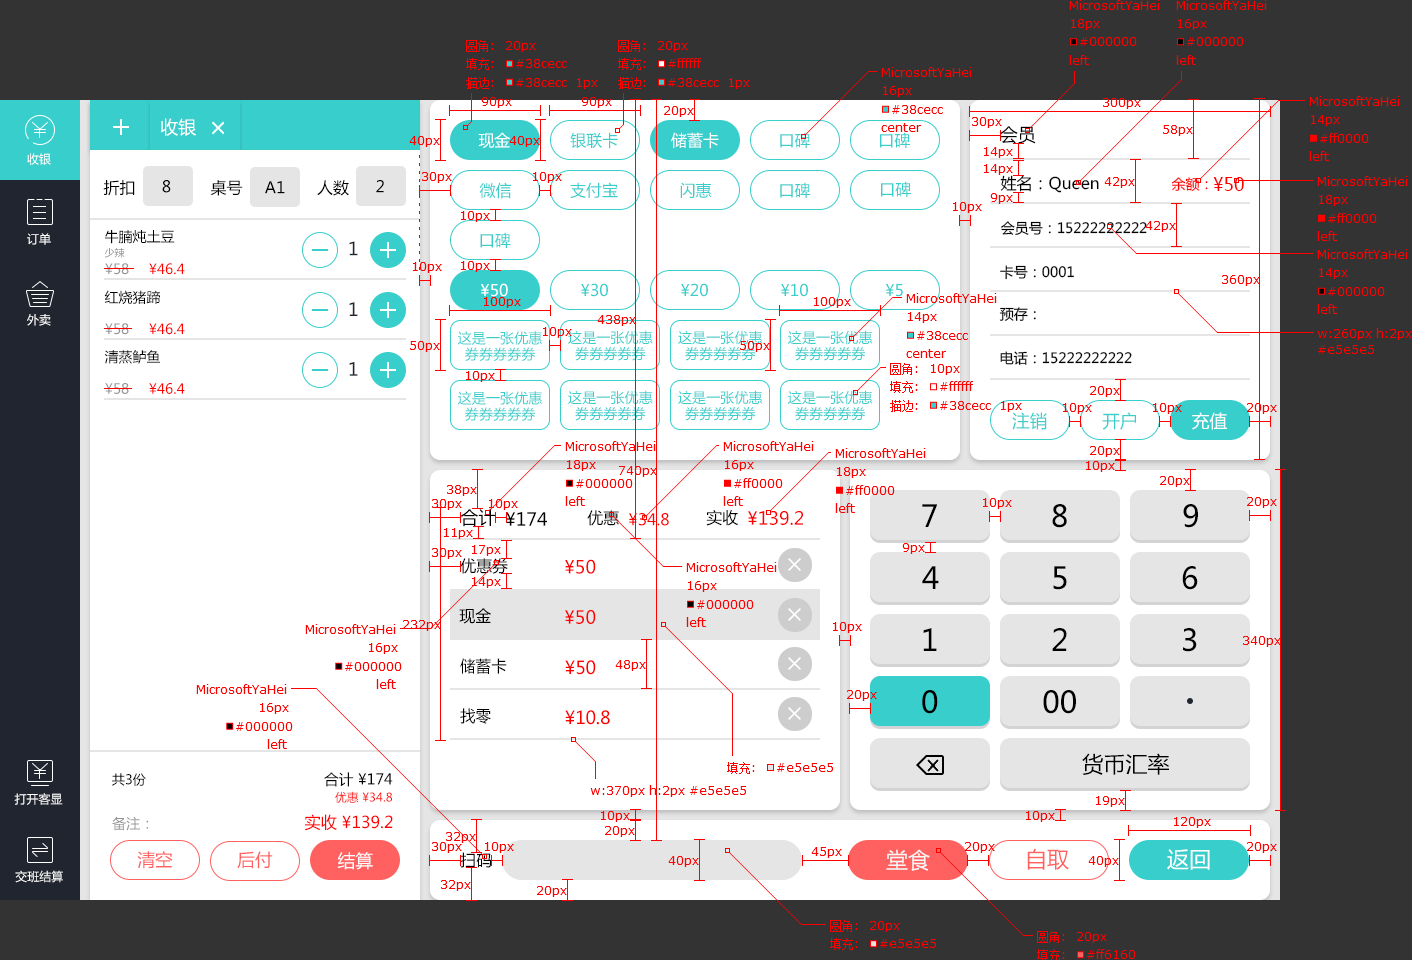 MicrosoftYaHei
18px
#000000
left
MicrosoftYaHei
16px
#000000
left
圆角： 20px
填充： #38cecc
描边： #38cecc 1px
圆角： 20px
填充： #ffffff
描边： #38cecc 1px
MicrosoftYaHei
16px
#38cecc
center
MicrosoftYaHei
14px
#ff0000
left
MicrosoftYaHei
18px
#ff0000
left
MicrosoftYaHei
14px
#000000
left
w:260px h:2px
#e5e5e5
收银
订单
外卖
打开客显
交班结算
+ 收银 ×
折扣 8 桌号 A1 人数 2
牛腩炖土豆
少辣
¥58 ¥46.4
1
红烧猪蹄
¥58 ¥46.4
1
清蒸鲈鱼
¥58 ¥46.4
1
共3份 合计 ¥174
优惠 ¥34.8
备注： 实收 ¥139.2
清空 后付 结算
90px 90px 20px
40px 现金 40px 银联卡 储蓄卡 口碑 口碑
30px 微信 10px 支付宝 闪惠 口碑 口碑
10px
口碑
10px 10px
¥50 ¥30 ¥20 ¥10 ¥5
100px 438px 100px
50px 10px 50px
这是一张优惠券券券券券
这是一张优惠券券券券券
这是一张优惠券券券券券
这是一张优惠券券券券券
10px
这是一张优惠券券券券券
这是一张优惠券券券券券
这是一张优惠券券券券券
这是一张优惠券券券券券
MicrosoftYaHei
14px
#38cecc
center
圆角： 10px
填充： #ffffff
描边： #38cecc 1px
300px
30px 会员 58px
14px
14px
姓名：Queen 42px 余额：¥50
9px
10px
会员号：15222222222 42px
卡号：0001 360px
预存：
电话：15222222222
20px
注销 10px 开户 10px 充值 20px
20px
10px
MicrosoftYaHei
18px
#000000
left
740px
MicrosoftYaHei
16px
#ff0000
left
MicrosoftYaHei
18px
#ff0000
left
38px
30px 10px
合计 ¥174 优惠 ¥34.8 实收 ¥139.2
11px
17px
30px 优惠券 ¥50
14px
MicrosoftYaHei
16px
#000000
left
现金 ¥50
232px
储蓄卡 ¥50 48px
找零 ¥10.8
MicrosoftYaHei
16px
#000000
left
MicrosoftYaHei
16px
#000000
left
填充： #e5e5e5
w:370px h:2px #e5e5e5
20px
7 10px 8 9 20px
9px
4 5 6
10px
1 2 3 340px
20px
0 00 ·
货币汇率
19px
10px
20px
10px
120px
32px
30px 扫码 10px 40px 45px 堂食 20px 自取 40px 返回 20px
32px
20px
圆角： 20px
填充： #e5e5e5
圆角： 20px
填充： #ff6160